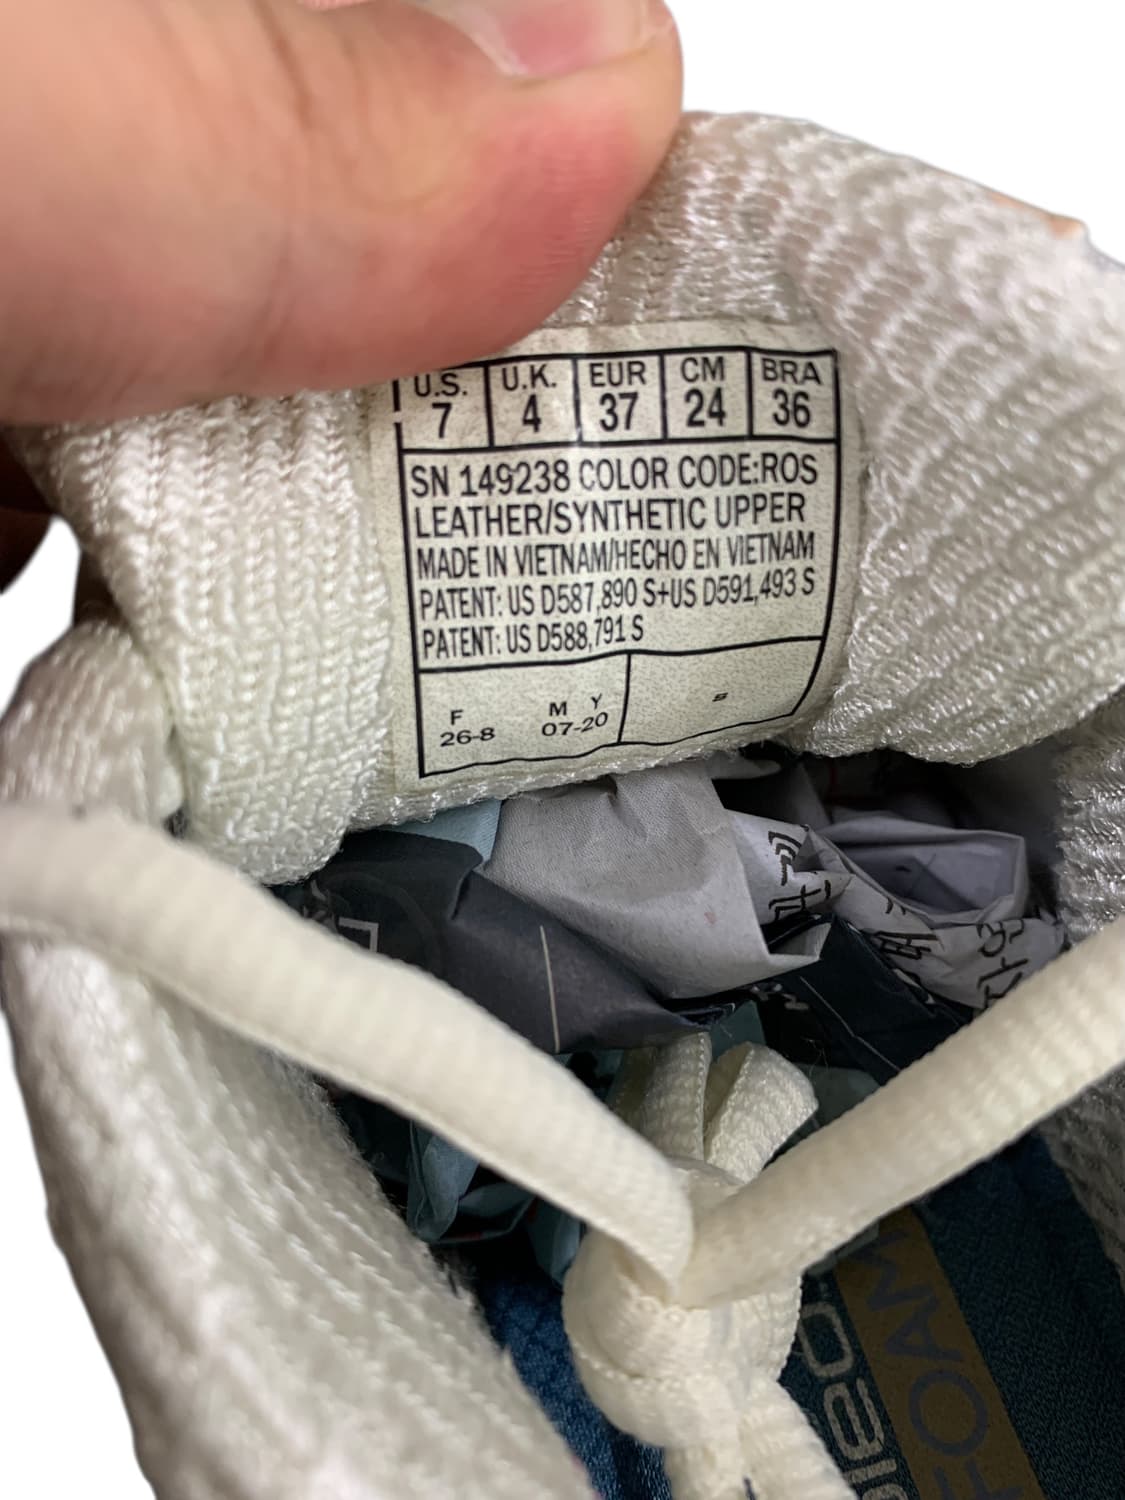 U.S. U.K. EUR CM BRA
7 4 37 24 36
SN 149238 COLOR CODE:ROS
LEATHER/SYNTHETIC UPPER
MADE IN VIETNAM/HECHO EN VIETNAM
PATENT: US D587,890 S+US D591,493 S
PATENT: US D588,791 S
F M Y
26-8 07-20
FOAM